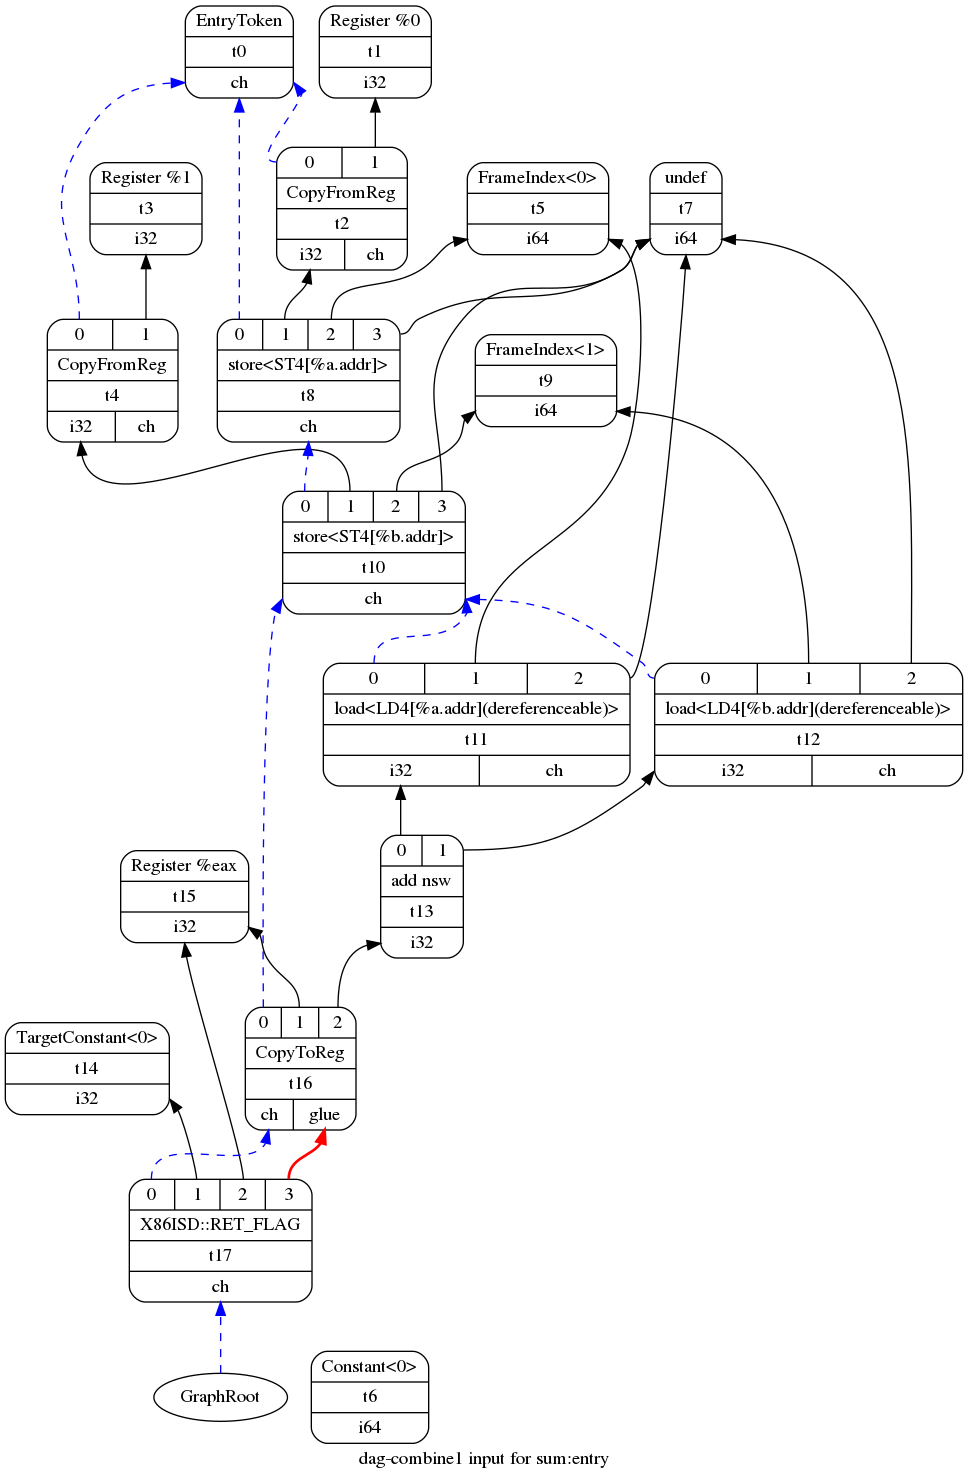 EntryToken
t0
ch
Register %0
t1
i32
0 1
CopyFromReg
t2
i32 ch
Register %1
t3
i32
FrameIndex<0>
t5
i64
undef
t7
i64
0 1
CopyFromReg
t4
i32 ch
0 1 2 3
store<ST4[%a.addr]>
t8
ch
FrameIndex<1>
t9
i64
0 1 2 3
store<ST4[%b.addr]>
t10
ch
0 1 2
load<LD4[%a.addr](dereferenceable)>
t11
i32 ch
0 1 2
load<LD4[%b.addr](dereferenceable)>
t12
i32 ch
0 1
add nsw
t13
i32
Register %eax
t15
i32
0 1 2
CopyToReg
t16
ch glue
TargetConstant<0>
t14
i32
0 1 2 3
X86ISD::RET_FLAG
t17
ch
GraphRoot
Constant<0>
t6
i64
dag-combine1 input for sum:entry